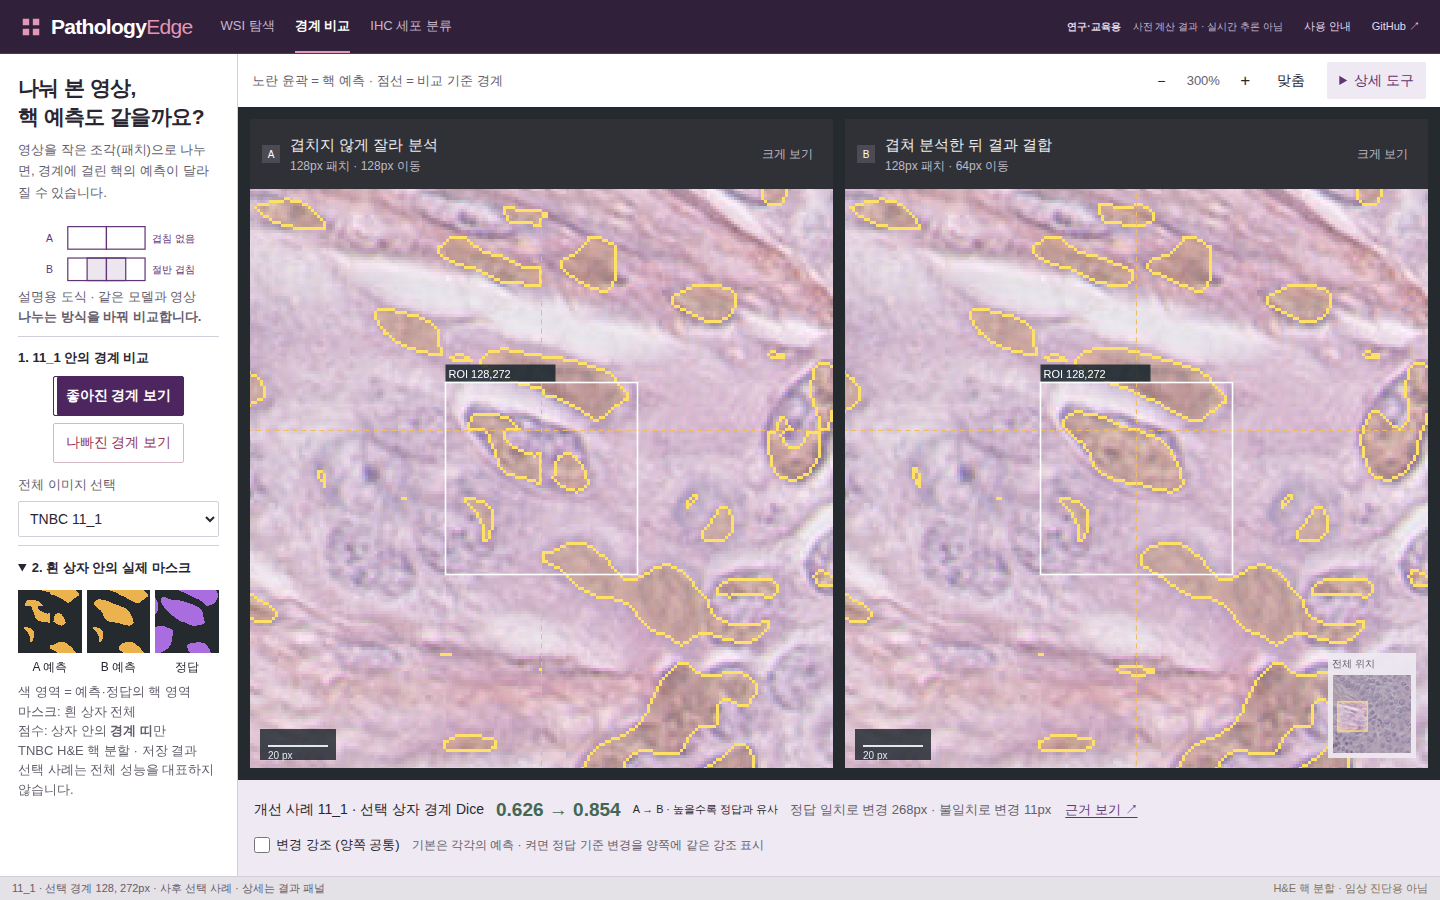 PathologyEdge WSI 탐색 경계 비교 IHC 세포 분류 연구·교육용 사전 계산 결과 · 실시간 추론 아님 사용 안내 GitHub ↗
나눠 본 영상,
핵 예측도 같을까요?
영상을 작은 조각(패치)으로 나누
면, 경계에 걸린 핵의 예측이 달라
질 수 있습니다.
A 겹침 없음
B 절반 겹침
설명용 도식 · 같은 모델과 영상
나누는 방식을 바꿔 비교합니다.
1. 11_1 안의 경계 비교
좋아진 경계 보기
나빠진 경계 보기
전체 이미지 선택
TNBC 11_1
▼ 2. 흰 상자 안의 실제 마스크
A 예측 B 예측 정답
색 영역 = 예측·정답의 핵 영역
마스크: 흰 상자 전체
점수: 상자 안의 경계 띠만
TNBC H&E 핵 분할 · 저장 결과
선택 사례는 전체 성능을 대표하지
않습니다.
노란 윤곽 = 핵 예측 · 점선 = 비교 기준 경계 − 300% + 맞춤 ▶ 상세 도구
A 겹치지 않게 잘라 분석 크게 보기
128px 패치 · 128px 이동
ROI 128,272
20 px
B 겹쳐 분석한 뒤 결과 결합 크게 보기
128px 패치 · 64px 이동
ROI 128,272
전체 위치
20 px
개선 사례 11_1 · 선택 상자 경계 Dice 0.626 → 0.854 A → B · 높을수록 정답과 유사 정답 일치로 변경 268px · 불일치로 변경 11px 근거 보기 ↗
변경 강조 (양쪽 공통) 기본은 각각의 예측 · 켜면 정답 기준 변경을 양쪽에 같은 강조 표시
11_1 · 선택 경계 128, 272px · 사후 선택 사례 · 상세는 결과 패널 H&E 핵 분할 · 임상 진단용 아님